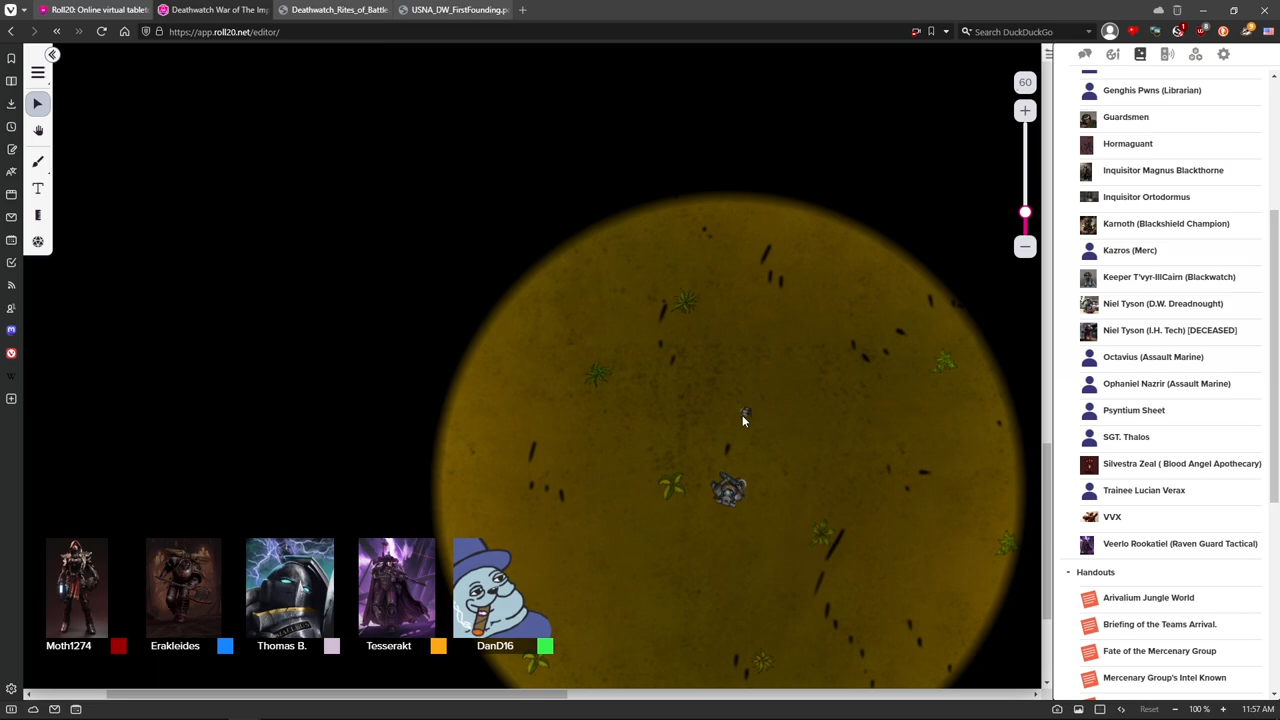 Roll20: Online virtual tablet
Deathwatch War of The Imp
Deathwatch_Rites_of_Battle
USNA_DW_FirstFounding.p
https://app.roll20.net/editor/
1
8
Search DuckDuckGo
60
Genghis Pwns (Librarian)
Guardsmen
Hormaguant
Inquisitor Magnus Blackthorne
Inquisitor Ortodormus
Karnoth (Blackshield Champion)
Kazros (Merc)
Keeper T'vyr-IllCairn (Blackwatch)
Niel Tyson (D.W. Dreadnought)
Niel Tyson (I.H. Tech) [DECEASED]
Octavius (Assault Marine)
Ophaniel Nazrir (Assault Marine)
Psyntium Sheet
SGT. Thalos
Silvestra Zeal ( Blood Angel Apothecary)
Trainee Lucian Verax
VVX
Veerlo Rookatiel (Raven Guard Tactical)
Handouts
Arivalium Jungle World
Briefing of the Teams Arrival.
Fate of the Mercenary Group
Mercenary Group's Intel Known
Moth1274
Erakleides
Thomas B.
Tesserakt
DanD16
Reset
100 %
11:57 AM